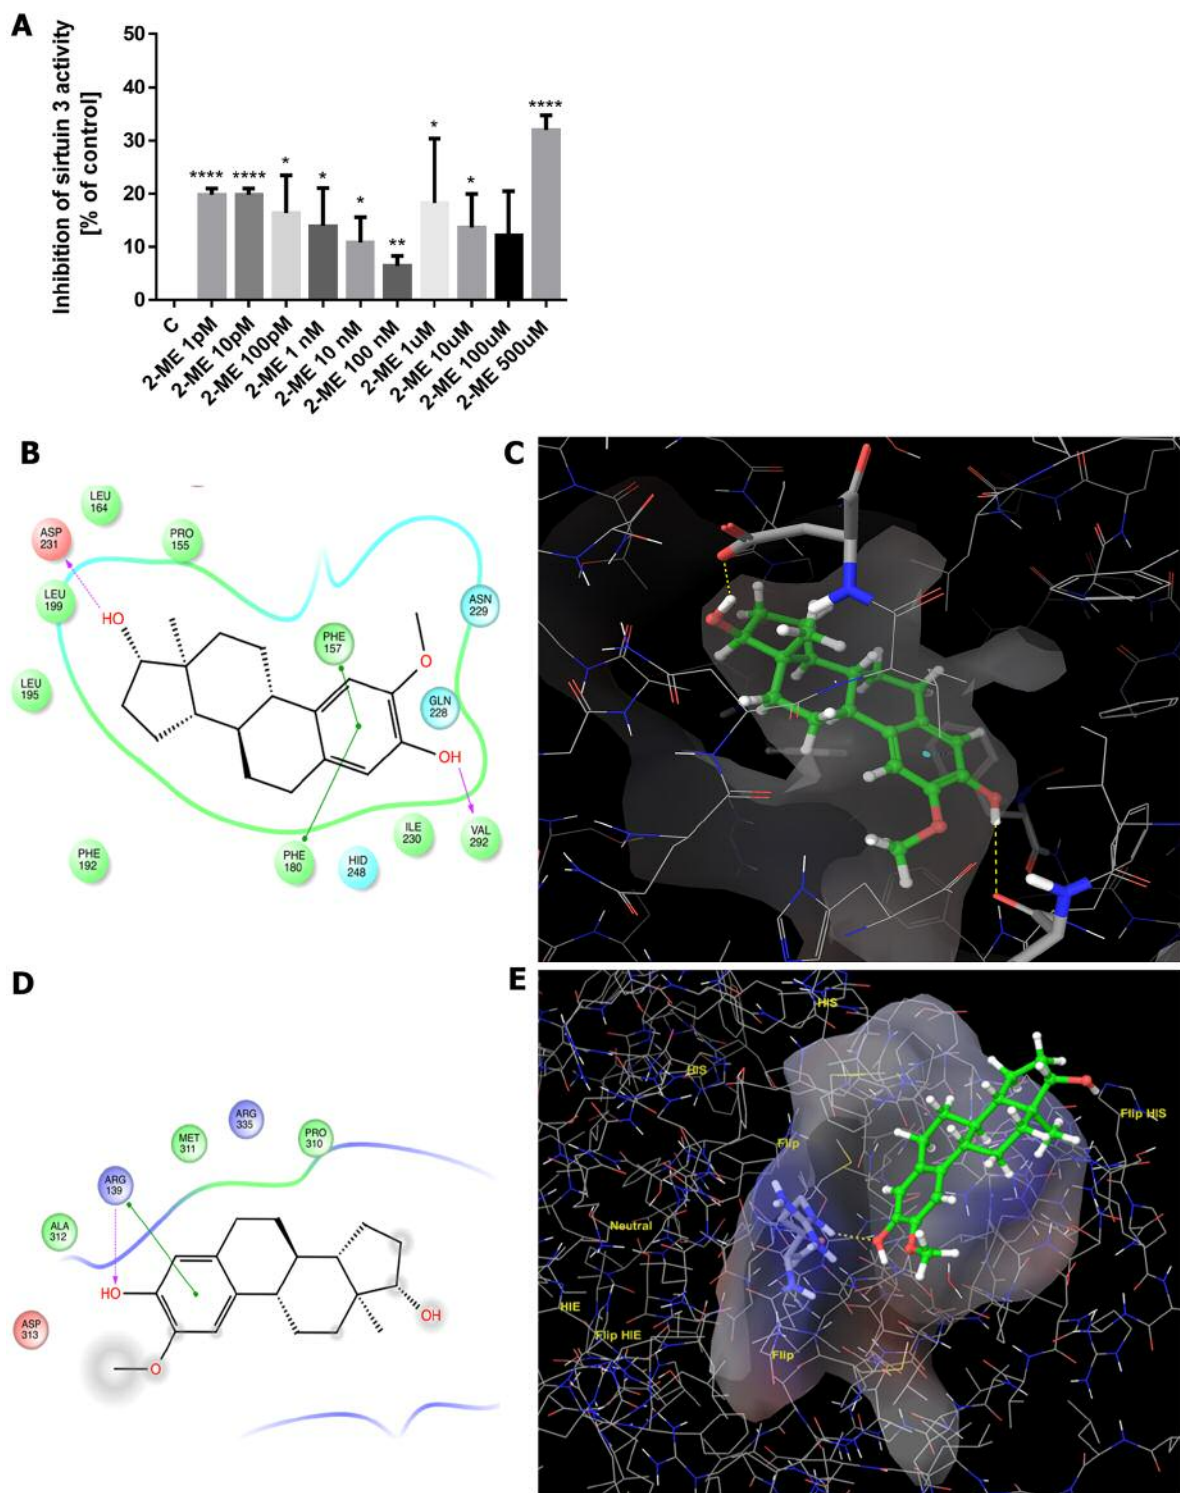 A
Inhibition of sirtuin 3 activity
[% of control]
50
40
30
20
10
0
****
****
*
*
*
**
*
*
****
C
2-ME 1pM
2-ME 10pM
2-ME 100pM
2-ME 1 nM
2-ME 10 nM
2-ME 100 nM
2-ME 1uM
2-ME 10uM
2-ME 100uM
2-ME 500uM
B
LEU
164
ASP
231
PRO
155
LEU
199
HO
ASN
229
PHE
157
O
LEU
195
GLN
228
OH
ILE
230
VAL
292
PHE
192
PHE
180
HID
248
C
D
ARG
335
MET
311
PRO
310
ARG
139
ALA
312
HO
OH
ASP
313
O
E
HIS
HIS
Flip HIS
Flip
Neutral
HIE
Flip HIE
Flip